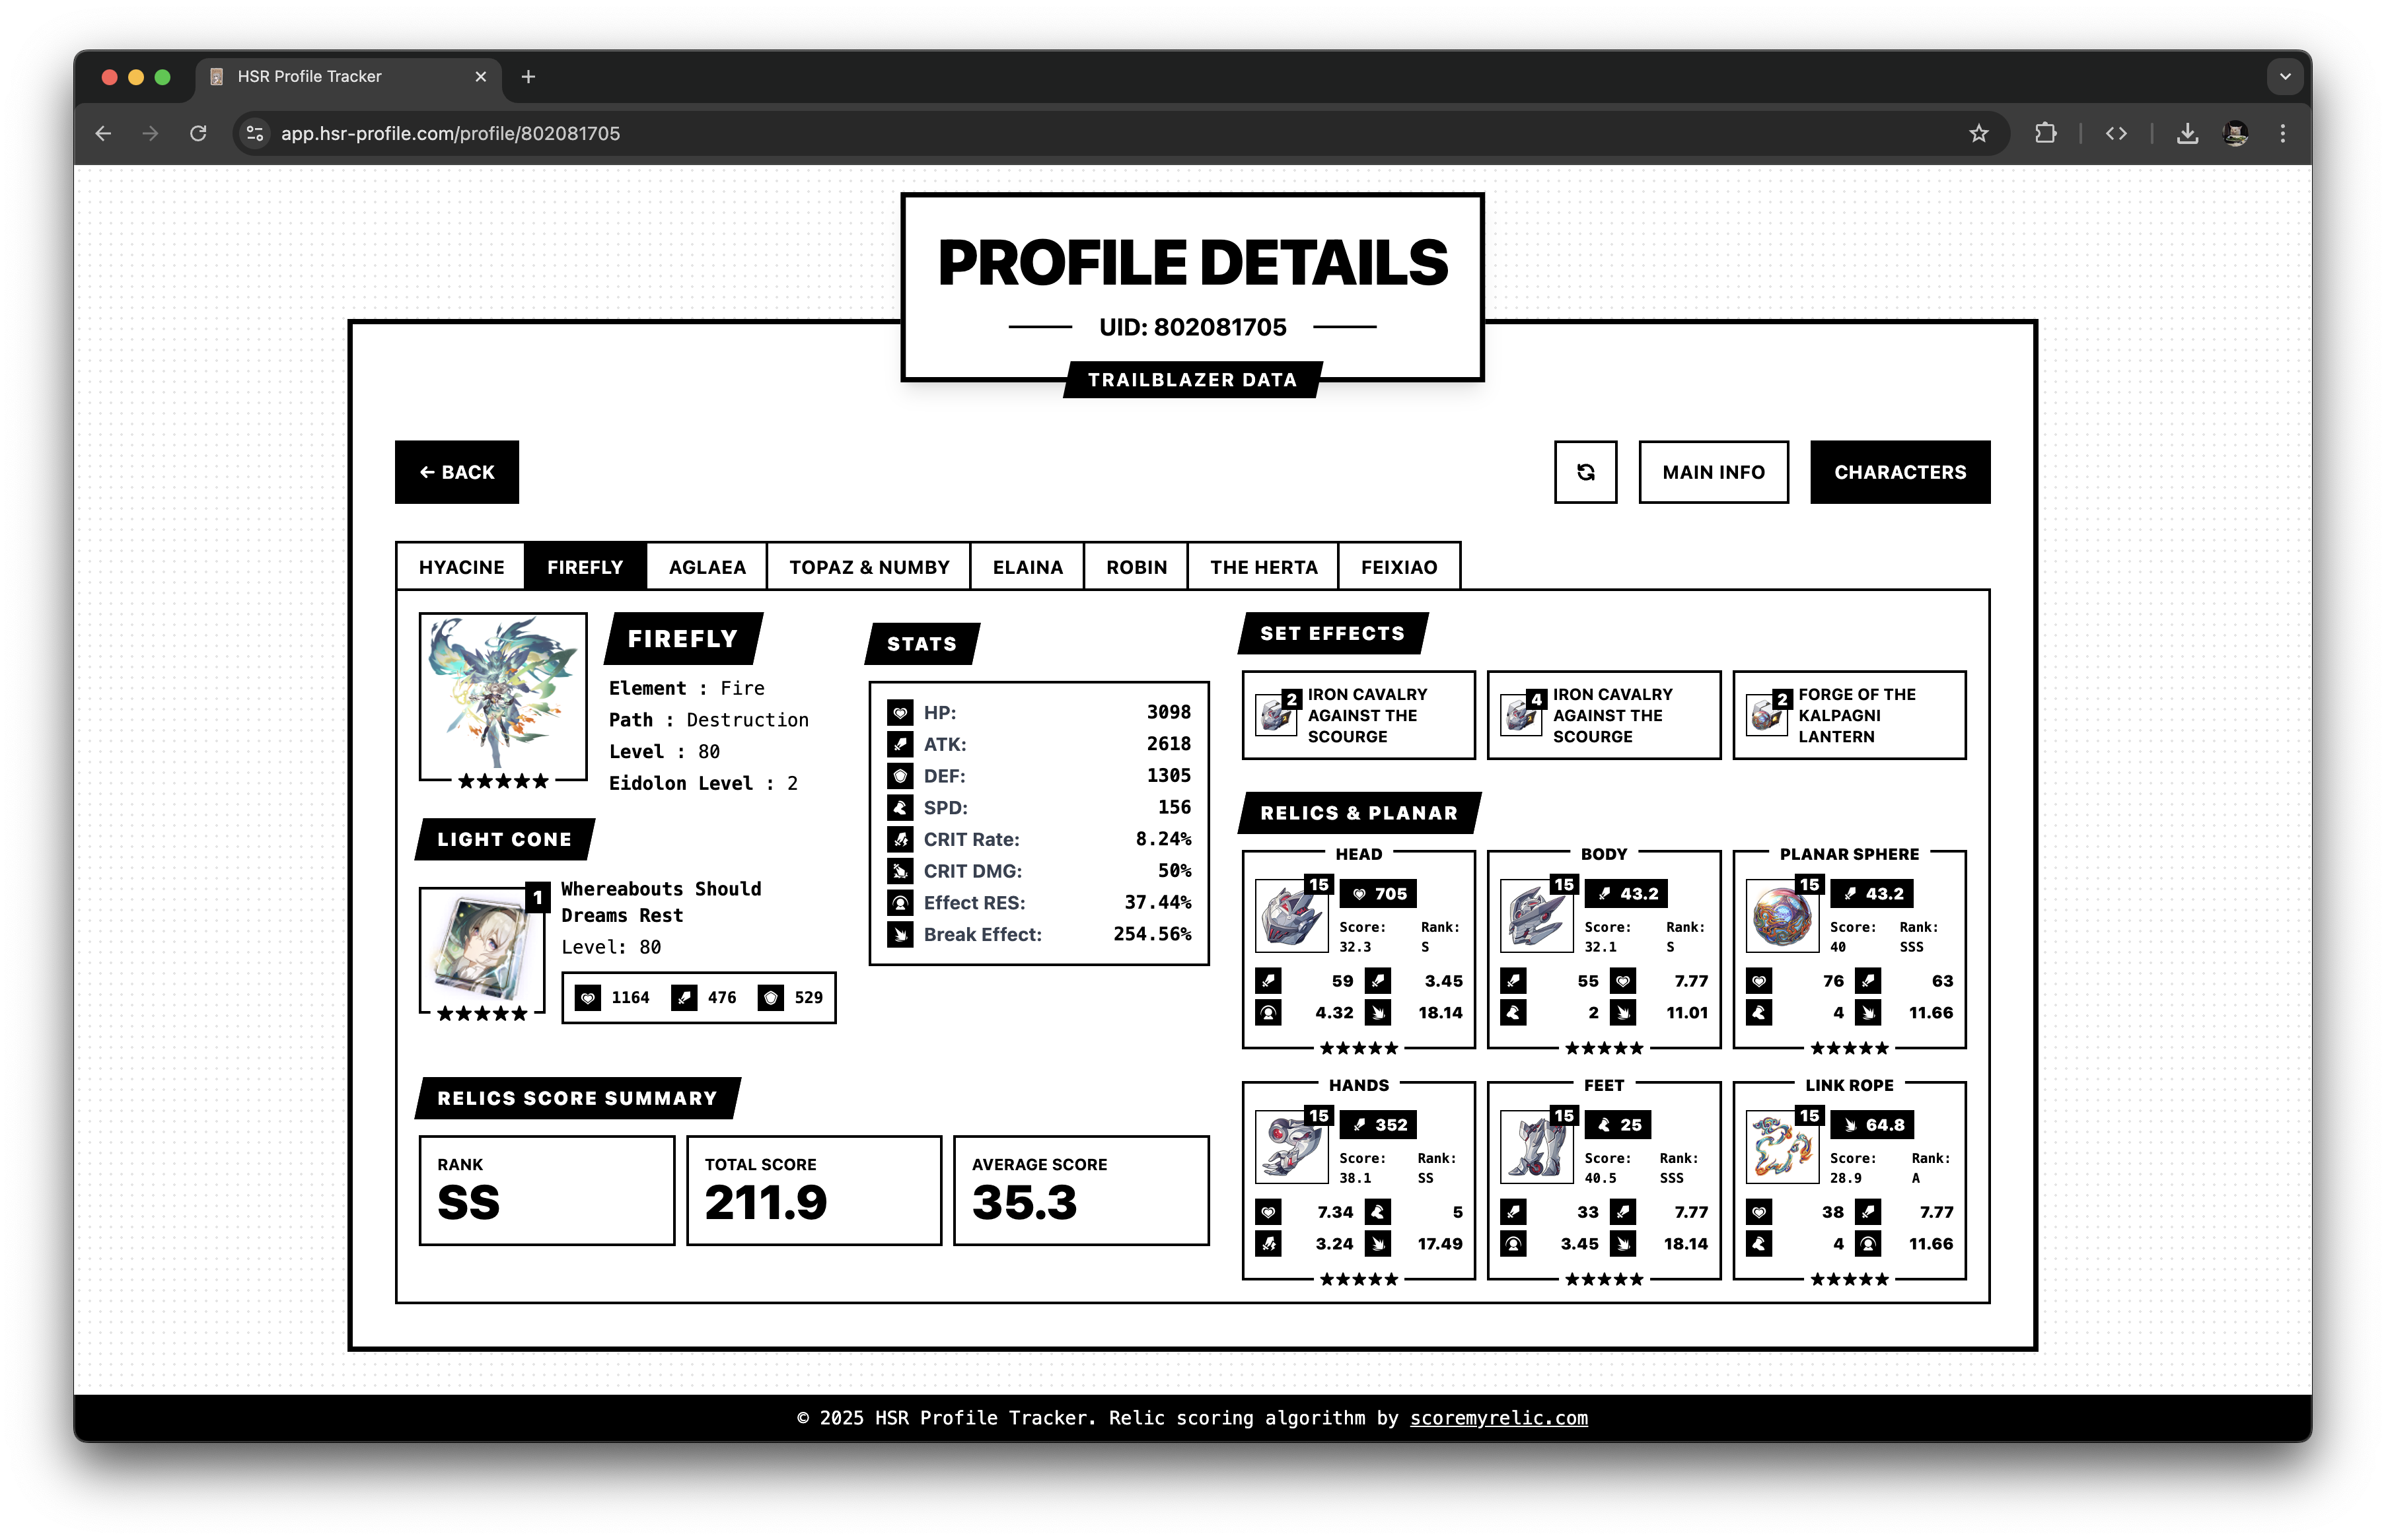 HSR Profile Tracker
app.hsr-profile.com/profile/802081705
PROFILE DETAILS
UID: 802081705
TRAILBLAZER DATA
← BACK
MAIN INFO
CHARACTERS
HYACINE
FIREFLY
AGLAEA
TOPAZ & NUMBY
ELAINA
ROBIN
THE HERTA
FEIXIAO
FIREFLY
Element : Fire
Path : Destruction
Level : 80
Eidolon Level : 2
LIGHT CONE
1
Whereabouts Should
Dreams Rest
Level: 80
1164 476 529
RELICS SCORE SUMMARY
RANK
SS
TOTAL SCORE
211.9
AVERAGE SCORE
35.3
STATS
HP: 3098
ATK: 2618
DEF: 1305
SPD: 156
CRIT Rate: 8.24%
CRIT DMG: 50%
Effect RES: 37.44%
Break Effect: 254.56%
SET EFFECTS
2
IRON CAVALRY
AGAINST THE
SCOURGE
4
IRON CAVALRY
AGAINST THE
SCOURGE
2
FORGE OF THE
KALPAGNI
LANTERN
RELICS & PLANAR
HEAD
15
705
Score: Rank:
32.3 S
59 3.45
4.32 18.14
BODY
15
43.2
Score: Rank:
32.1 S
55 7.77
2 11.01
PLANAR SPHERE
15
43.2
Score: Rank:
40 SSS
76 63
4 11.66
HANDS
15
352
Score: Rank:
38.1 SS
7.34 5
3.24 17.49
FEET
15
25
Score: Rank:
40.5 SSS
33 7.77
3.45 18.14
LINK ROPE
15
64.8
Score: Rank:
28.9 A
38 7.77
4 11.66
© 2025 HSR Profile Tracker. Relic scoring algorithm by scoremyrelic.com